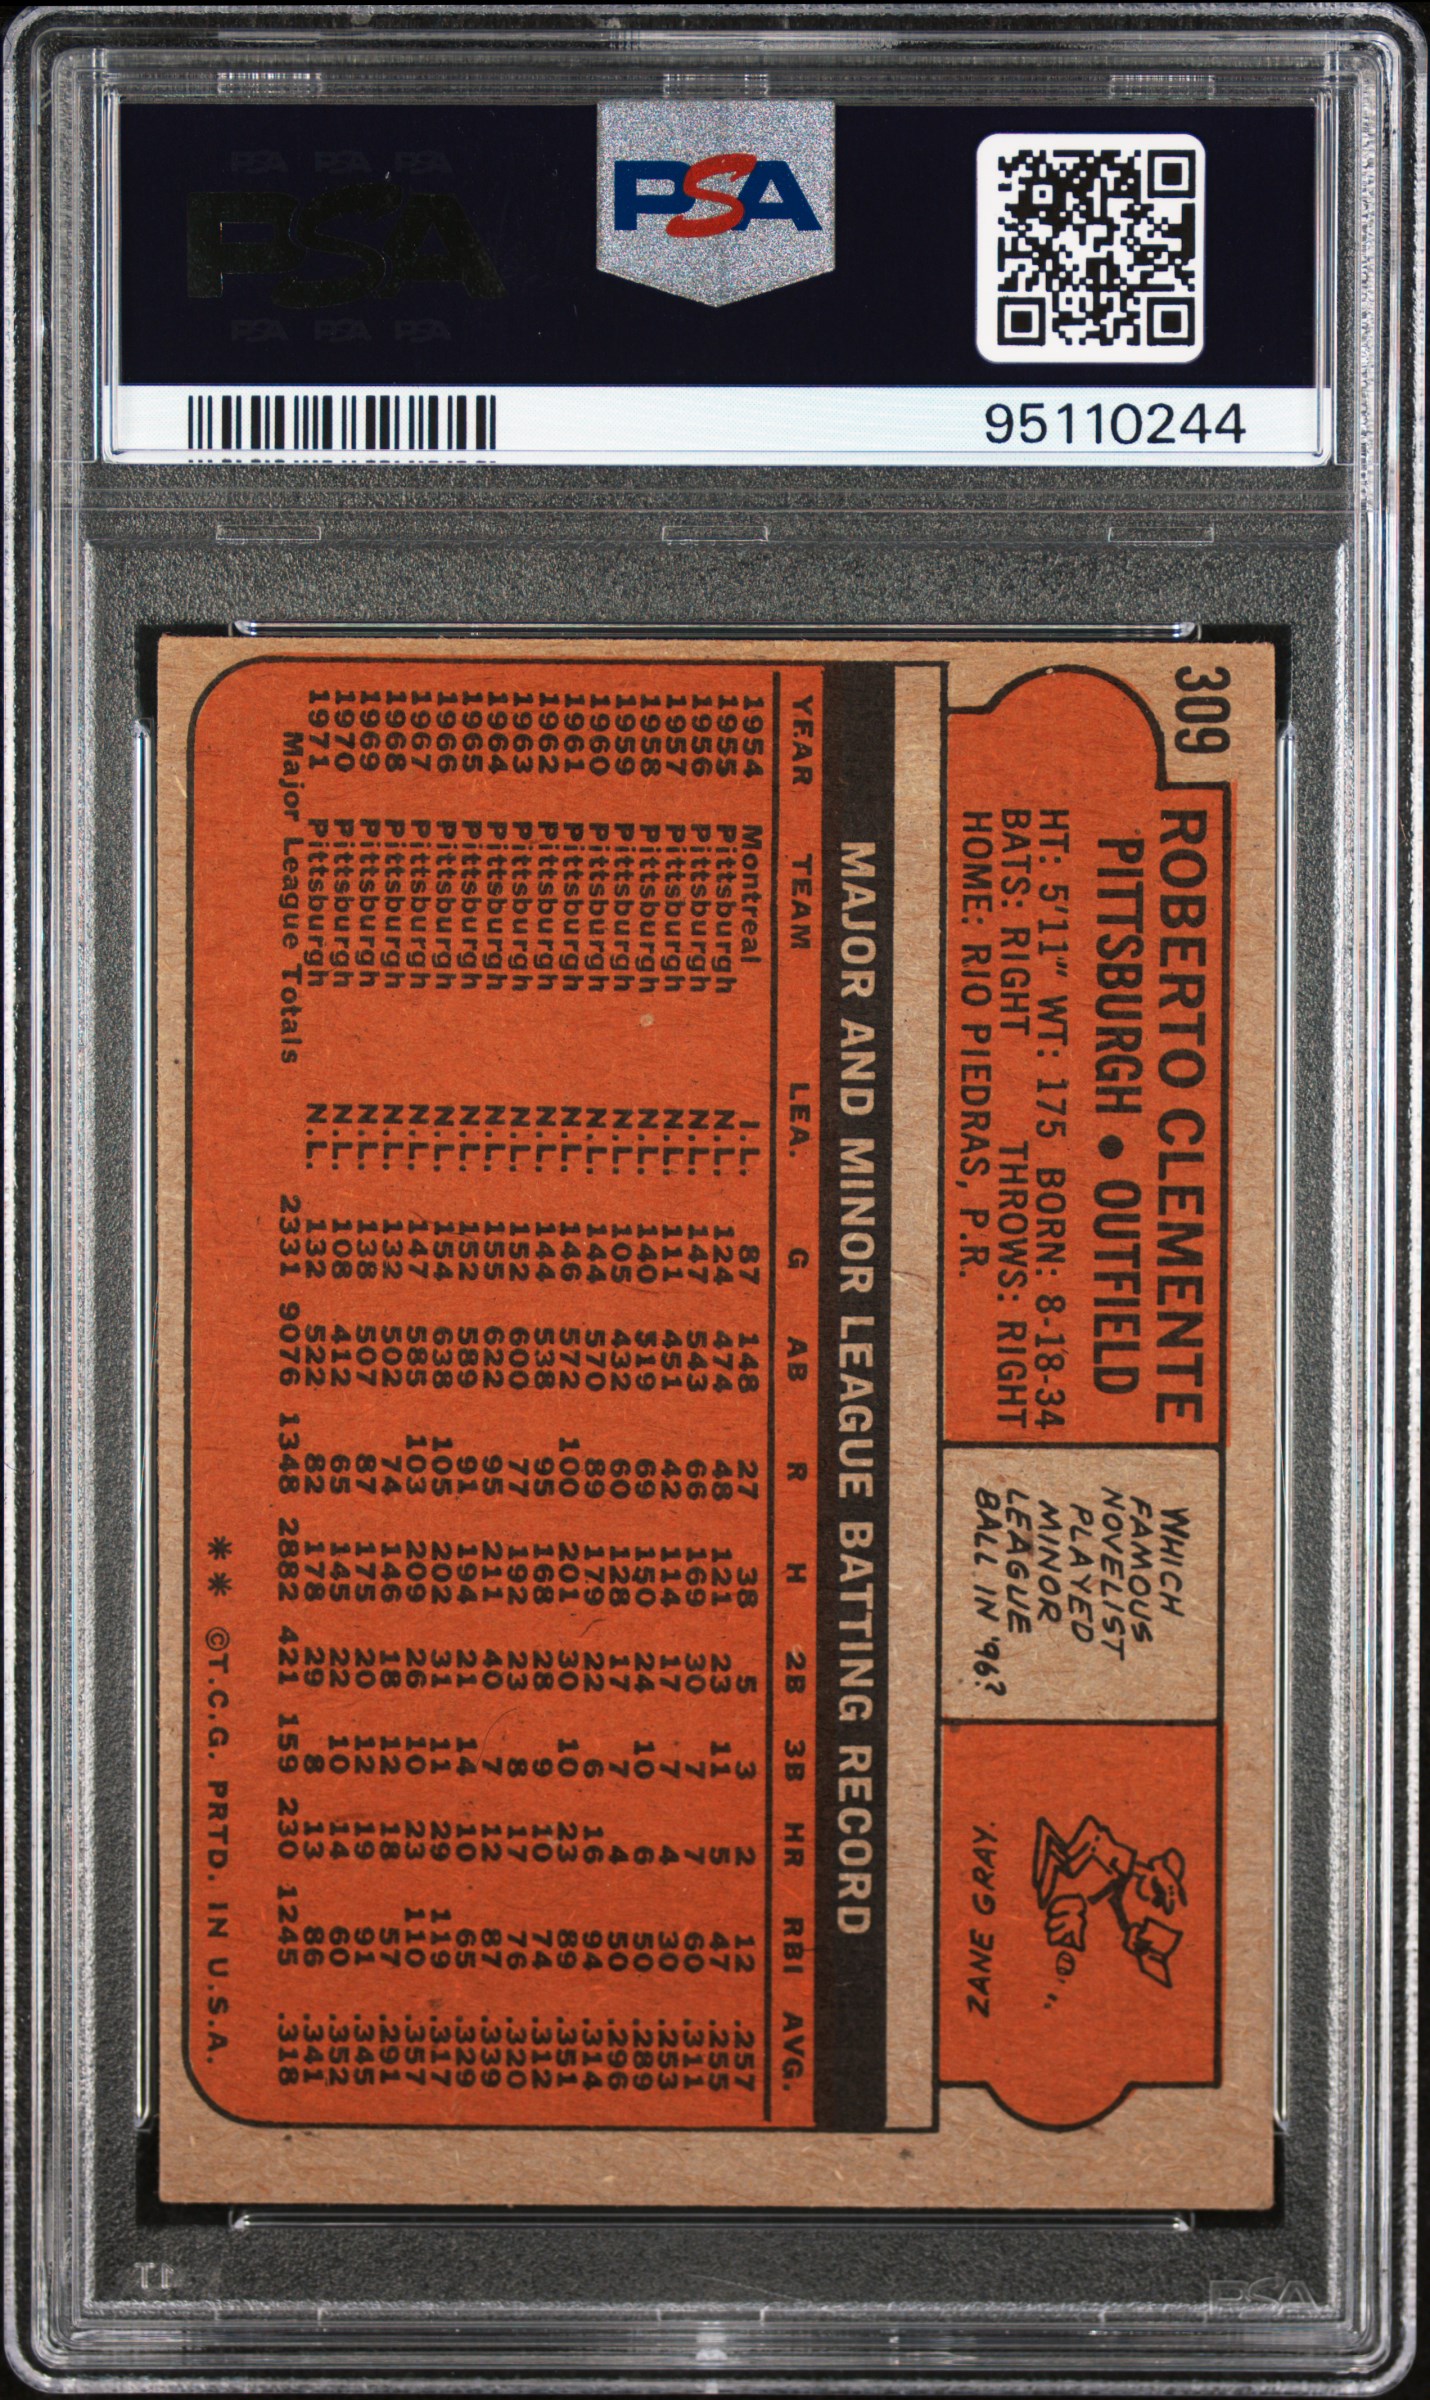 PSA
PSA PSA PSA
PSA
PSA PSA PSA
95110244
309
ROBERTO CLEMENTE
PITTSBURGH • OUTFIELD
HT: 5'11" WT: 175 BORN: 8-18-34
BATS: RIGHT THROWS: RIGHT
HOME: RIO PIEDRAS, P.R.
WHICH
FAMOUS
NOVELIST
PLAYED
MINOR
LEAGUE
BALL IN '96?
ZANE GRAY.
MAJOR AND MINOR LEAGUE BATTING RECORD
YEAR TEAM LEA. G AB R H 2B 3B HR RBI AVG.
1954 Montreal I.L. 87 148 27 38 5 3 2 12 .257
1955 Pittsburgh N.L. 124 474 48 121 23 11 5 47 .255
1956 Pittsburgh N.L. 147 543 66 169 30 7 7 60 .311
1957 Pittsburgh N.L. 111 451 42 114 17 7 4 30 .253
1958 Pittsburgh N.L. 140 519 69 150 24 10 6 50 .289
1959 Pittsburgh N.L. 105 432 60 128 17 7 4 50 .296
1960 Pittsburgh N.L. 144 570 89 179 22 6 16 94 .314
1961 Pittsburgh N.L. 146 572 100 201 30 10 23 89 .351
1962 Pittsburgh N.L. 144 538 95 168 28 9 10 74 .312
1963 Pittsburgh N.L. 152 600 77 192 23 8 17 76 .320
1964 Pittsburgh N.L. 155 622 95 211 40 7 12 87 .339
1965 Pittsburgh N.L. 152 589 91 194 21 14 10 65 .329
1966 Pittsburgh N.L. 154 638 105 202 31 11 29 119 .317
1967 Pittsburgh N.L. 147 585 103 209 26 10 23 110 .357
1968 Pittsburgh N.L. 132 502 74 146 18 12 18 57 .291
1969 Pittsburgh N.L. 138 507 87 175 20 12 19 91 .345
1970 Pittsburgh N.L. 108 412 65 145 22 10 14 60 .352
1971 Pittsburgh N.L. 132 522 82 178 29 8 13 86 .341
Major League Totals 2331 9076 1348 2882 421 159 230 1245 .318
** ©T.C.G. PRTD. IN U.S.A.
PSA